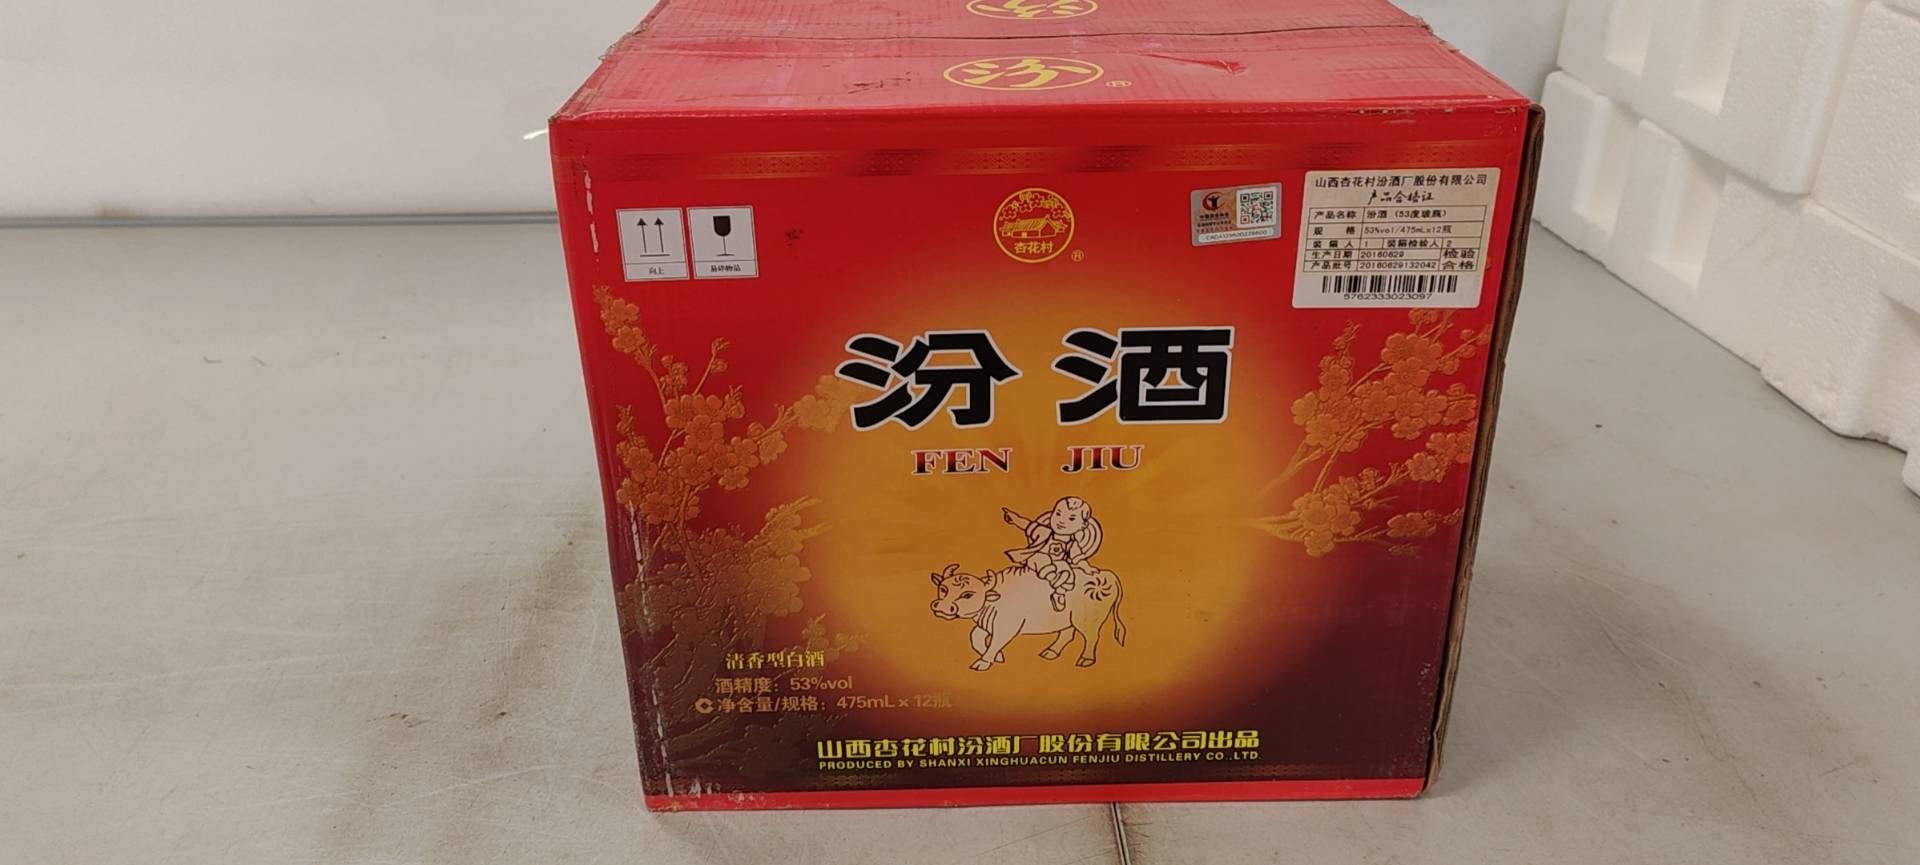 汾
汾®
杏花村®
向上
易碎物品
山西杏花村汾酒厂股份有限公司
产品合格证
产品名称 汾酒 (53度玻瓶)
规 格 53%vol/475mL×12瓶
装箱人 1 装箱检验人 2
生产日期 20160629 检验
产品批号 20160629132042 合格
5762333023097
汾酒
FEN JIU
清香型白酒
酒精度：53%vol
净含量/规格：475mL×12瓶
山西杏花村汾酒厂股份有限公司出品
PRODUCED BY SHANXI XINGHUACUN FENJIU DISTILLERY CO.,LTD.